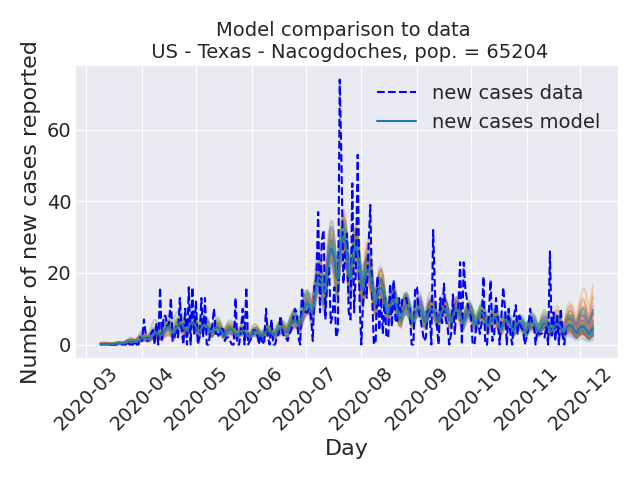 Model comparison to data
US - Texas - Nacogdoches, pop. = 65204
Number of new cases reported
60
40
20
0
new cases data
new cases model
2020-03
2020-04
2020-05
2020-06
2020-07
2020-08
2020-09
2020-10
2020-11
2020-12
Day